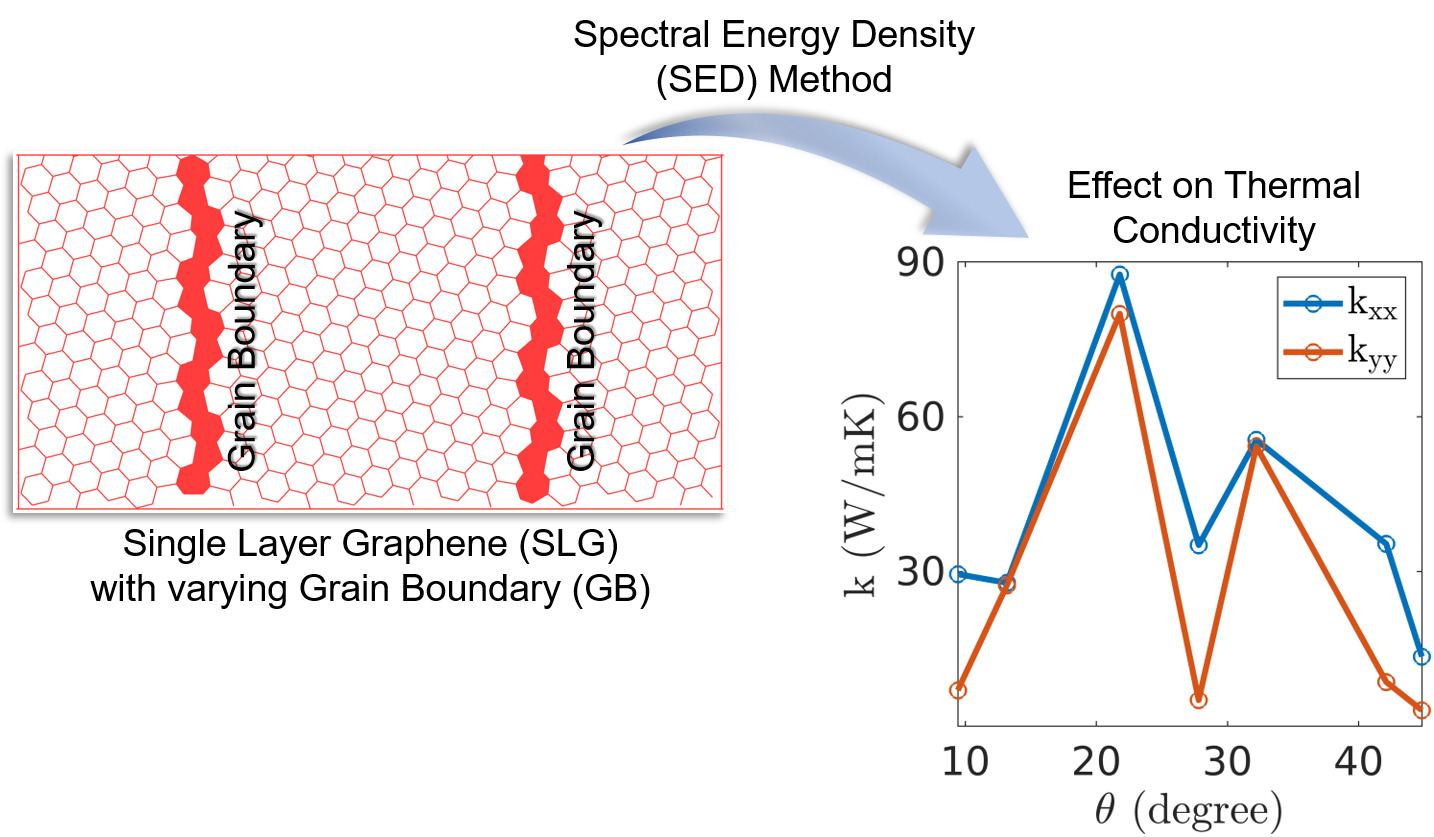 Spectral Energy Density
(SED) Method
Grain Boundary
Grain Boundary
Single Layer Graphene (SLG)
with varying Grain Boundary (GB)
Effect on Thermal
Conductivity
90
60
30
k (W/mK)
kxx
kyy
10 20 30 40
θ (degree)